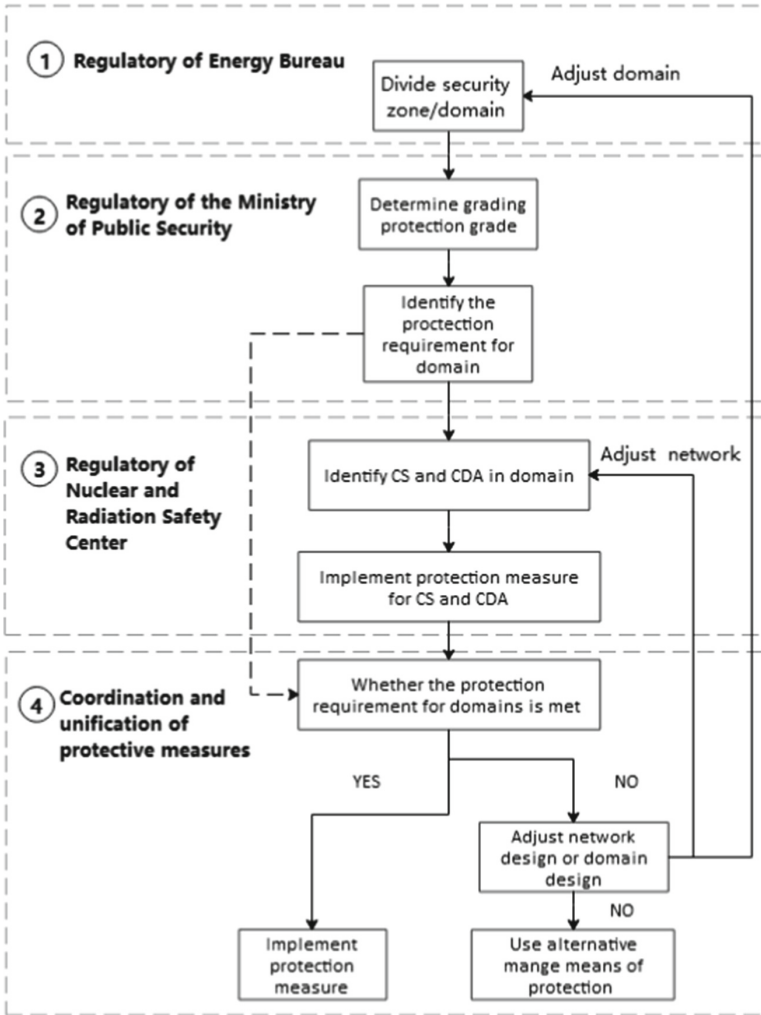 1
Regulatory of Energy Bureau
Divide security
zone/domain
Adjust domain
2
Regulatory of the Ministry
of Public Security
Determine grading
protection grade
Identify the
proctection
requirement for
domain
3
Regulatory of
Nuclear and
Radiation Safety
Center
Identify CS and CDA in domain
Adjust network
Implement protection measure
for CS and CDA
4
Coordination and
unification of
protective measures
Whether the protection
requirement for domains is met
YES
NO
Adjust network
design or domain
design
NO
Implement
protection
measure
Use alternative
mange means of
protection